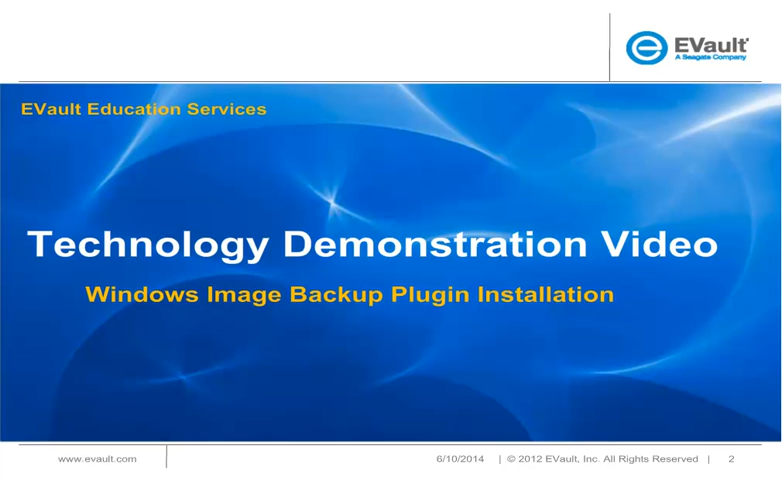 EVault
A Seagate Company
EVault Education Services
Technology Demonstration Video
Windows Image Backup Plugin Installation
www.evault.com
6/10/2014 | © 2012 EVault, Inc. All Rights Reserved | 2